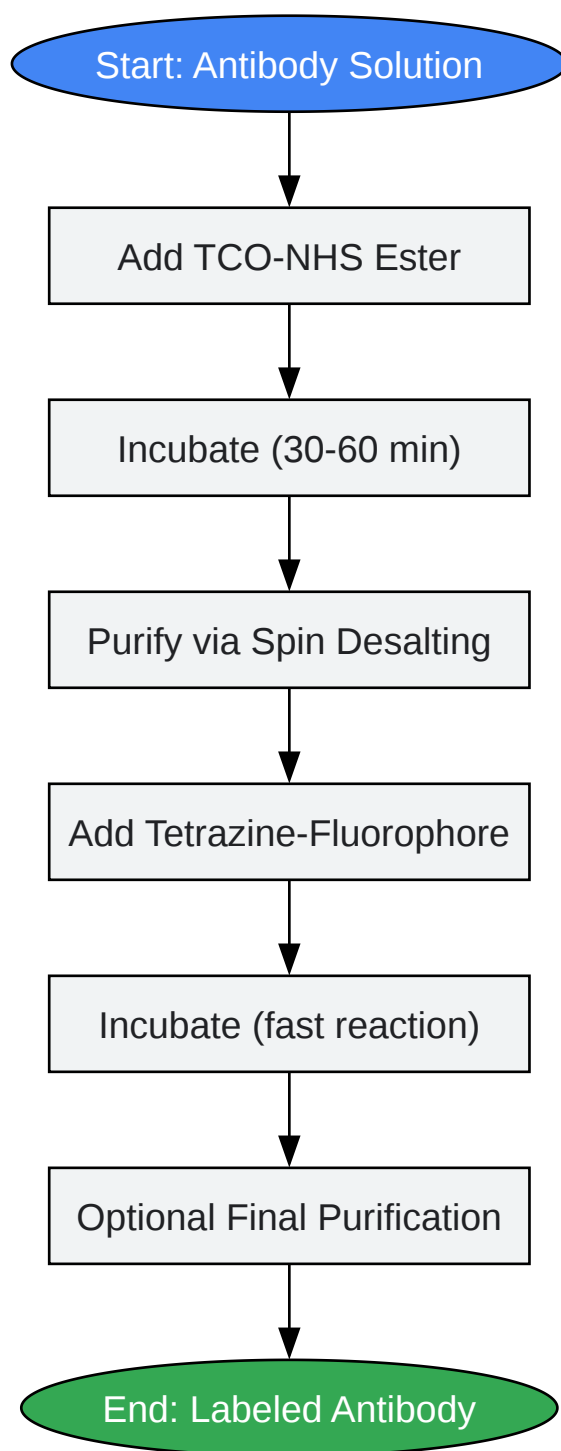 Start: Antibody Solution
Add TCO-NHS Ester
Incubate (30-60 min)
Purify via Spin Desalting
Add Tetrazine-Fluorophore
Incubate (fast reaction)
Optional Final Purification
End: Labeled Antibody